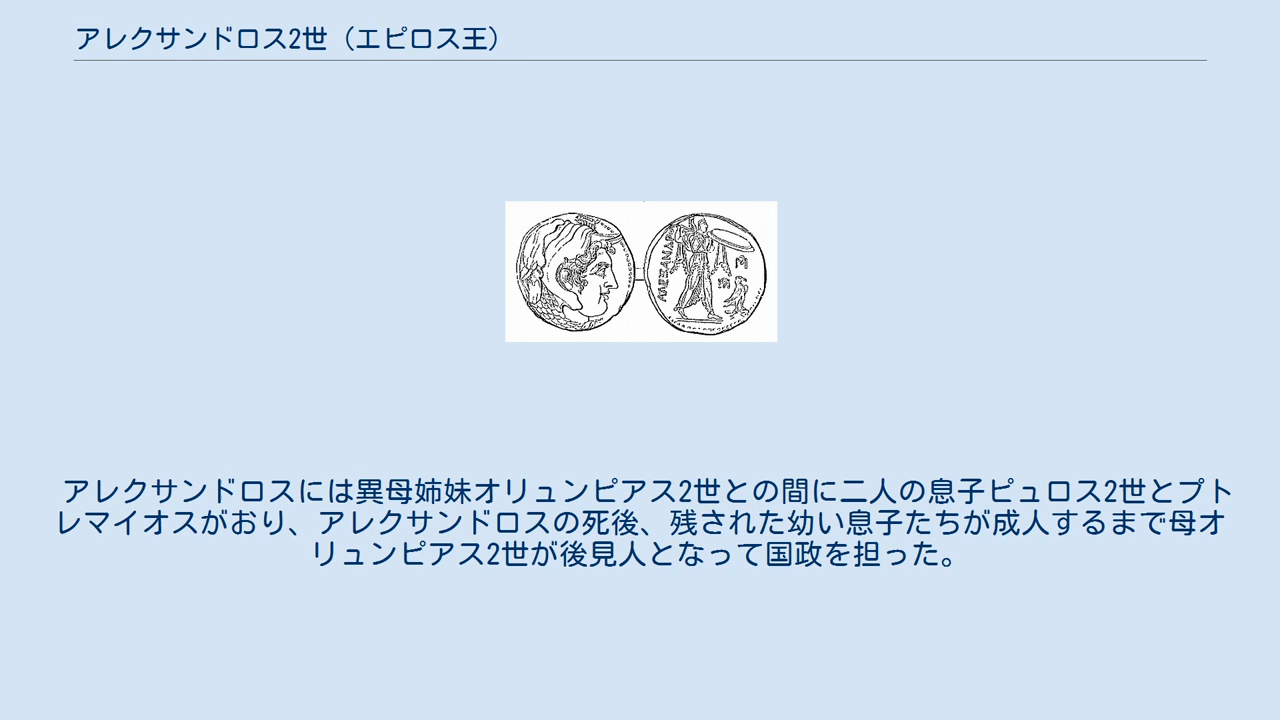 アレクサンドロス2世（エピロス王）
アレクサンドロスには異母姉妹オリュンピアス2世との間に二人の息子ピュロス2世とプト
レマイオスがおり、アレクサンドロスの死後、残された幼い息子たちが成人するまで母オ
リュンピアス2世が後見人となって国政を担った。